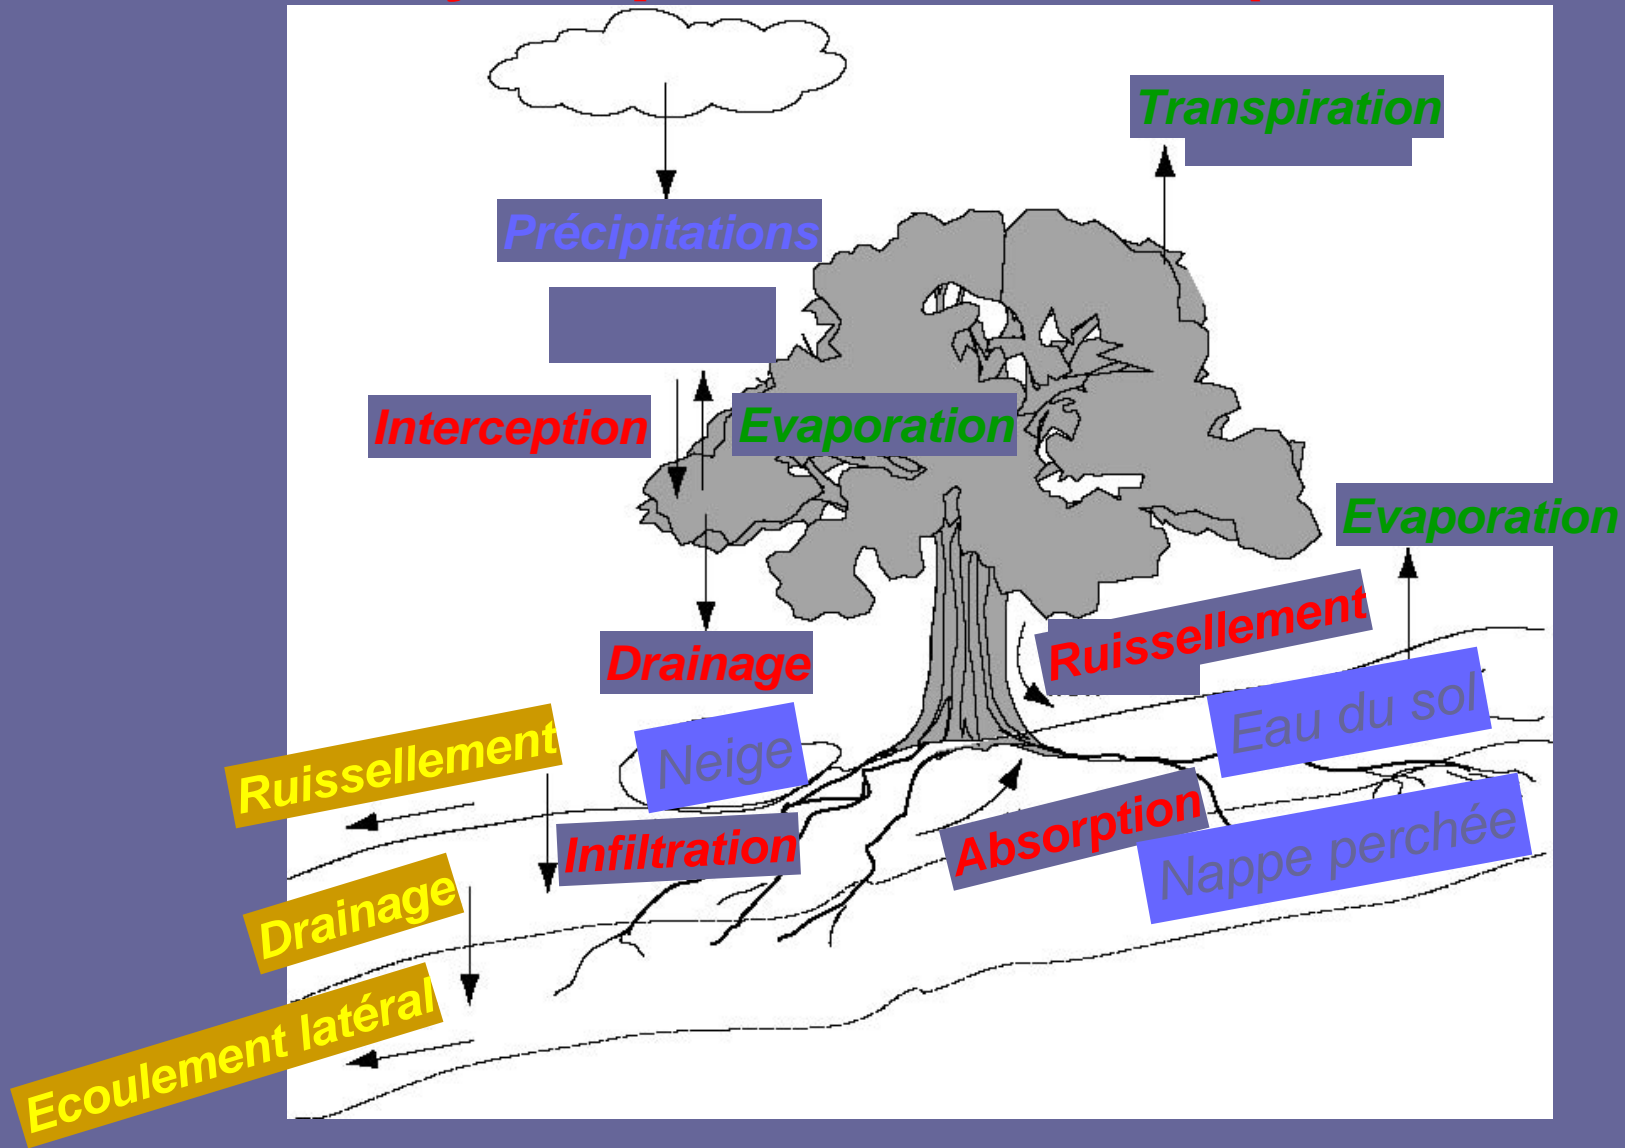 Transpiration
Précipitations
Interception
Evaporation
Evaporation
Ruissellement
Drainage
Eau du sol
Neige
Ruissellement
Infiltration
Absorption
Nappe perchée
Drainage
Ecoulement latéral